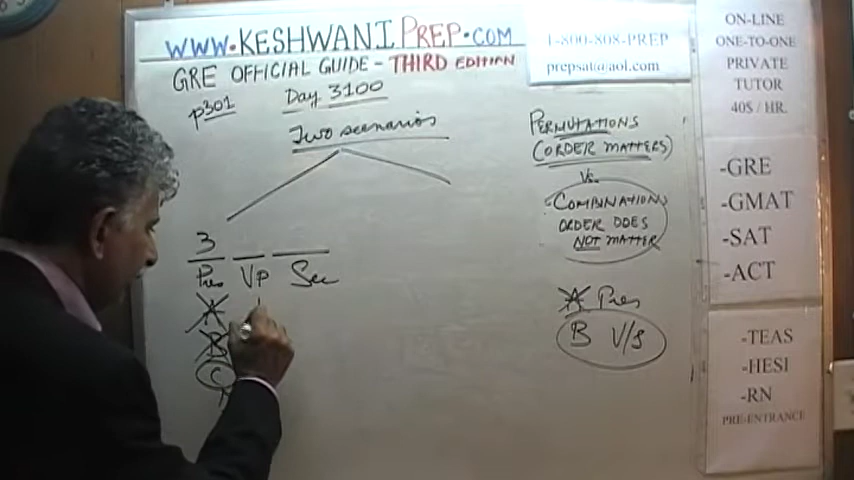 WWW.KESHWANIPREP.COM
GRE OFFICIAL GUIDE - THIRD EDITION
p301
Day 3100
Two scenarios
3
Pres VP Sec
A
B
C
1-800-808-PREP
prepsat@aol.com
PERMUTATIONS
(ORDER MATTERS)
Vs.
COMBINATIONS
ORDER DOES
NOT MATTER
A Pres
B V/S
ON-LINE
ONE-TO-ONE
PRIVATE
TUTOR
40$ / HR.
-GRE
-GMAT
-SAT
-ACT
-TEAS
-HESI
-RN
PRE-ENTRANCE